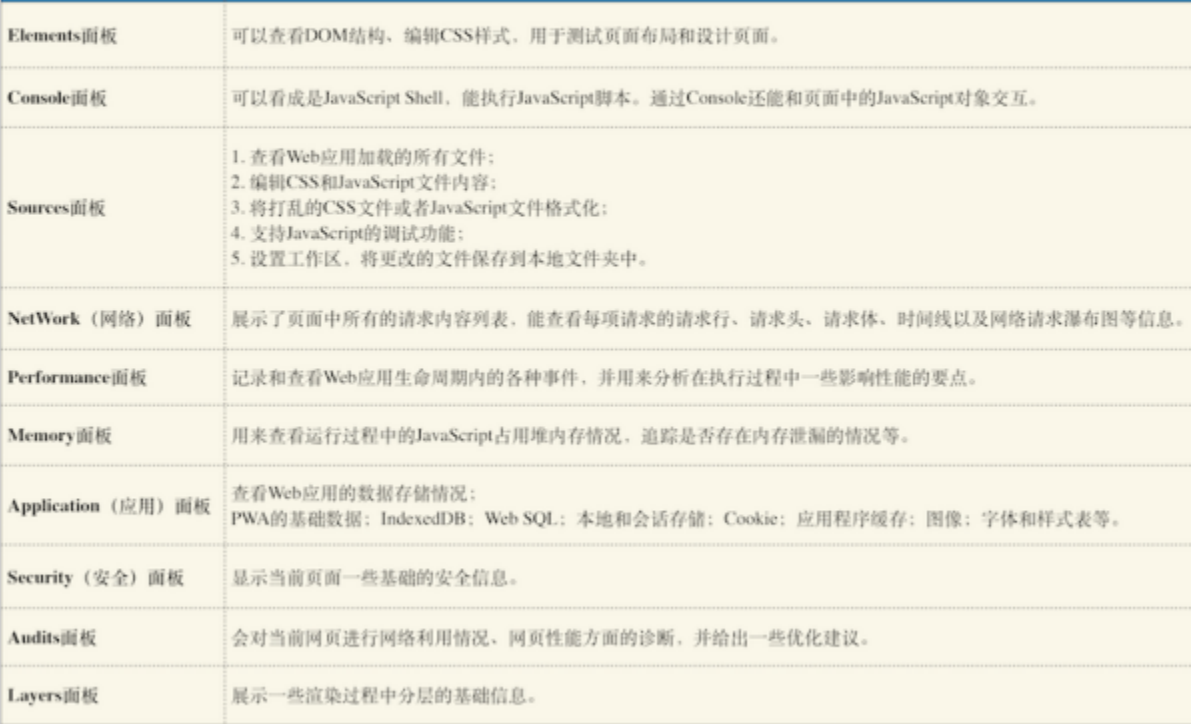 Elements面板
可以查看DOM结构、编辑CSS样式，用于测试页面布局和设计页面。
Console面板
可以看成是JavaScript Shell，能执行JavaScript脚本。通过Console还能和页面中的JavaScript对象交互。
Sources面板
1. 查看Web应用加载的所有文件；
2. 编辑CSS和JavaScript文件内容；
3. 将打乱的CSS文件或者JavaScript文件格式化；
4. 支持JavaScript的调试功能；
5. 设置工作区，将更改的文件保存到本地文件夹中。
NetWork（网络）面板
展示了页面中所有的请求内容列表，能查看每项请求的请求行、请求头、请求体、时间线以及网络请求瀑布图等信息。
Performance面板
记录和查看Web应用生命周期内的各种事件，并用来分析在执行过程中一些影响性能的要点。
Memory面板
用来查看运行过程中的JavaScript占用堆内存情况，追踪是否存在内存泄漏的情况等。
Application（应用）面板
查看Web应用的数据存储情况；
PWA的基础数据；IndexedDB；Web SQL；本地和会话存储；Cookie；应用程序缓存；图像；字体和样式表等。
Security（安全）面板
显示当前页面一些基础的安全信息。
Audits面板
会对当前网页进行网络利用情况、网页性能方面的诊断，并给出一些优化建议。
Layers面板
展示一些渲染过程中分层的基础信息。